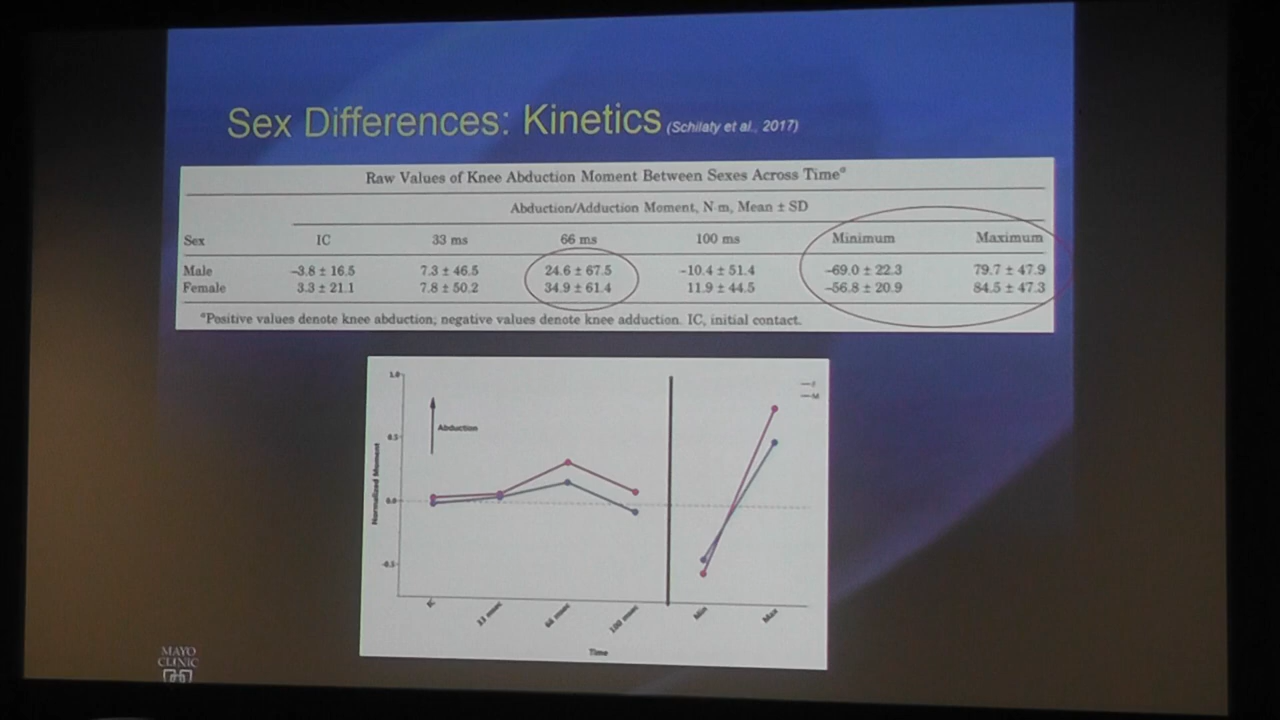 Sex Differences: Kinetics (Schilaty et al., 2017)
Raw Values of Knee Abduction Moment Between Sexes Across Timeᵃ
Abduction/Adduction Moment, N·m, Mean ± SD
Sex IC 33 ms 66 ms 100 ms Minimum Maximum
Male –3.8 ± 16.5 7.3 ± 46.5 24.6 ± 67.5 –10.4 ± 51.4 –69.0 ± 22.3 79.7 ± 47.9
Female 3.3 ± 21.1 7.8 ± 50.2 34.9 ± 61.4 11.9 ± 44.5 –56.8 ± 20.9 84.5 ± 47.3
ᵃPositive values denote knee abduction; negative values denote knee adduction. IC, initial contact.
1.0
0.5
0.0
-0.5
Normalized Moment
Abduction
F
M
IC 33 msec 66 msec 100 msec Min Max
Time
MAYO
CLINIC